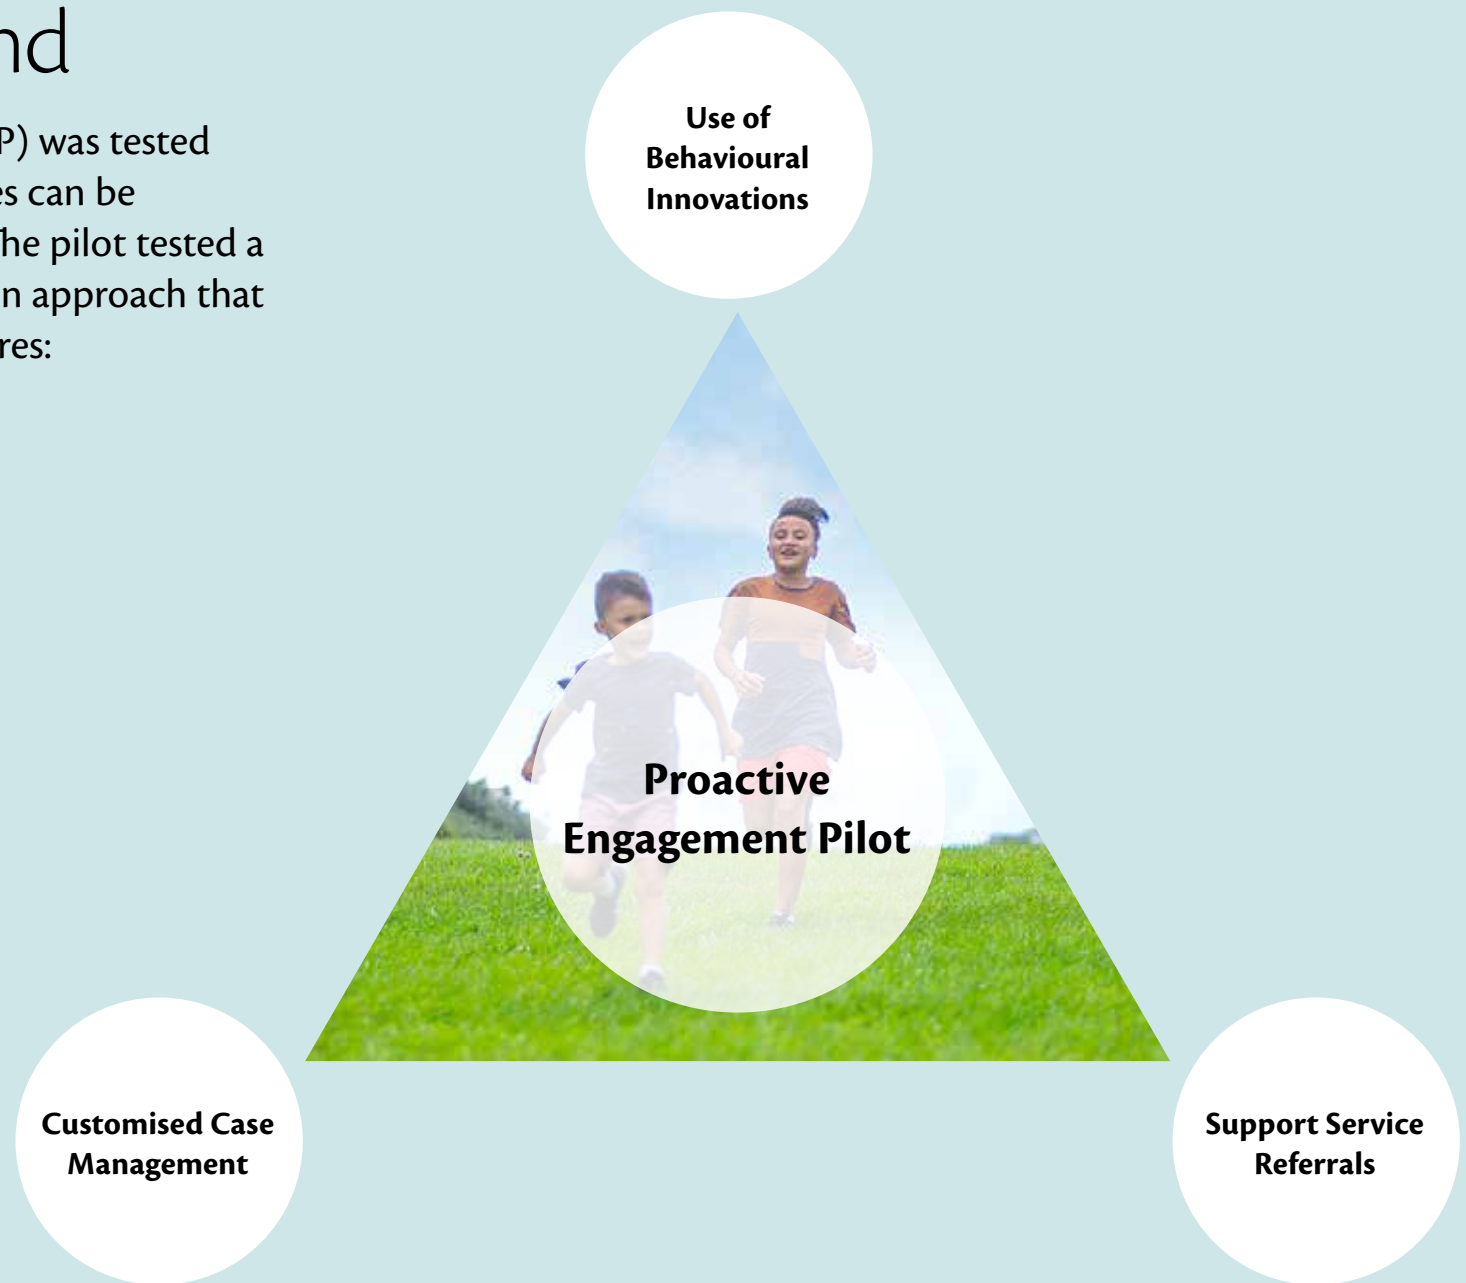 nd
P) was tested
es can be
he pilot tested a
n approach that
res:
Use of
Behavioural
Innovations
Proactive
Engagement Pilot
Customised Case
Management
Support Service
Referrals